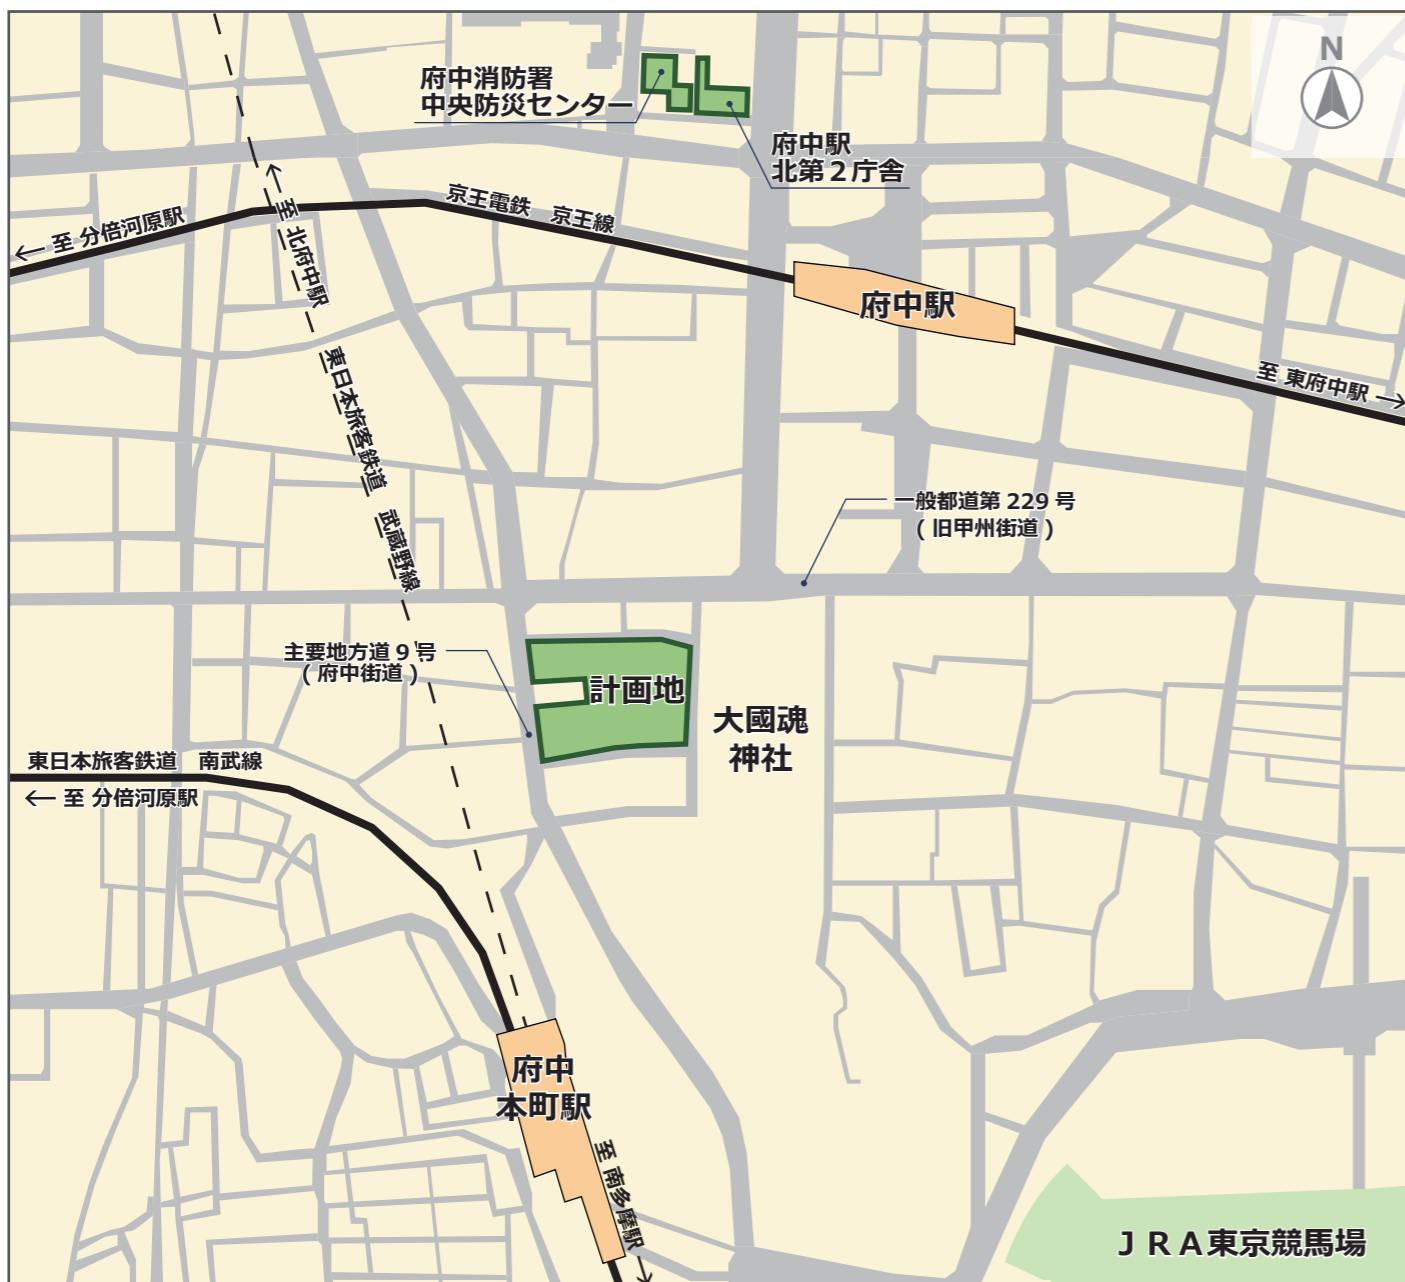 N
府中消防署
中央防災センター
府中駅
北第２庁舎
京王電鉄　京王線
← 至 分倍河原駅
← 至 北府中駅
府中駅
至 東府中駅 →
東日本旅客鉄道　武蔵野線
一般都道第 229 号
( 旧甲州街道 )
主要地方道 9 号
( 府中街道 )
計画地
大國魂
神社
東日本旅客鉄道　南武線
← 至 分倍河原駅
府中
本町駅
至 南多摩駅 →
ＪＲＡ東京競馬場